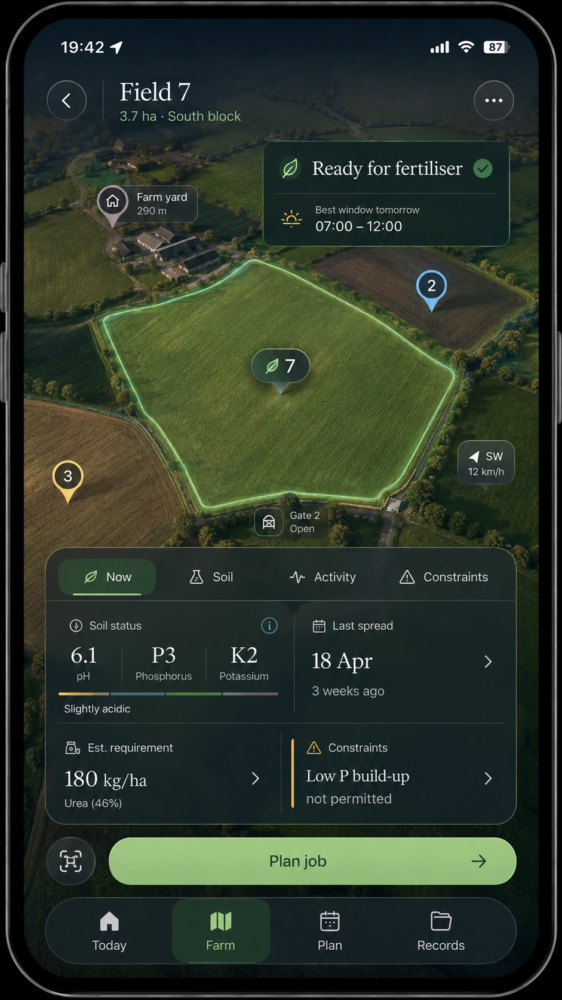 19:42
87
Field 7
3.7 ha · South block
Ready for fertiliser
Best window tomorrow
07:00 – 12:00
Farm yard
290 m
2
7
3
SW
12 km/h
Gate 2
Open
Now
Soil
Activity
Constraints
Soil status
6.1
pH
P3
Phosphorus
K2
Potassium
Slightly acidic
Last spread
18 Apr
3 weeks ago
Est. requirement
180 kg/ha
Urea (46%)
Constraints
Low P build-up
not permitted
Plan job
Today
Farm
Plan
Records